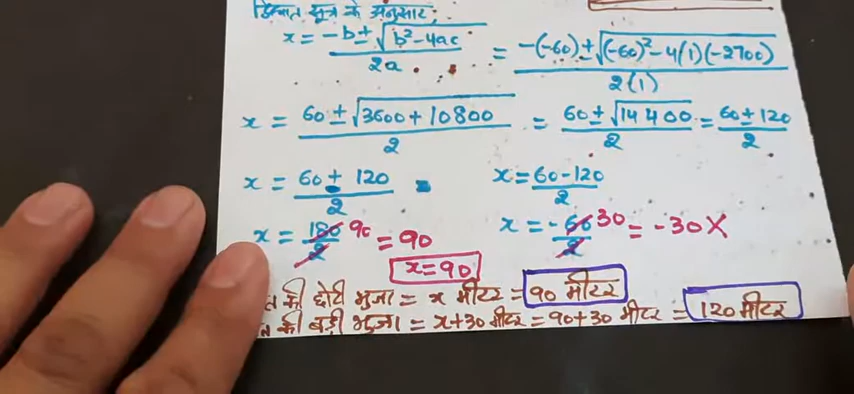 द्विघात सूत्र के अनुसार,
x = -b ± √b² - 4ac / 2a = -(-60) ± √(-60)² - 4(1)(-2700) / 2(1)
x = 60 ± √3600 + 10800 / 2 = 60 ± √14400 / 2 = 60 ± 120 / 2
x = 60 + 120 / 2 x = 60 - 120 / 2
x = 180 / 2 90 = 90 x = -60 / 2 30 = -30 X
x = 90
की छोटी भुजा = x मीटर = 90 मीटर
की बड़ी भुजा = x + 30 मीटर = 90 + 30 मीटर = 120 मीटर